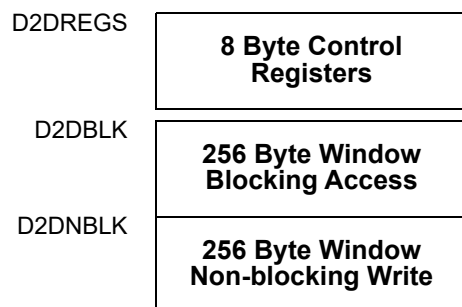 D2DREGS
8 Byte Control
Registers
D2DBLK
256 Byte Window
Blocking Access
D2DNBLK
256 Byte Window
Non-blocking Write